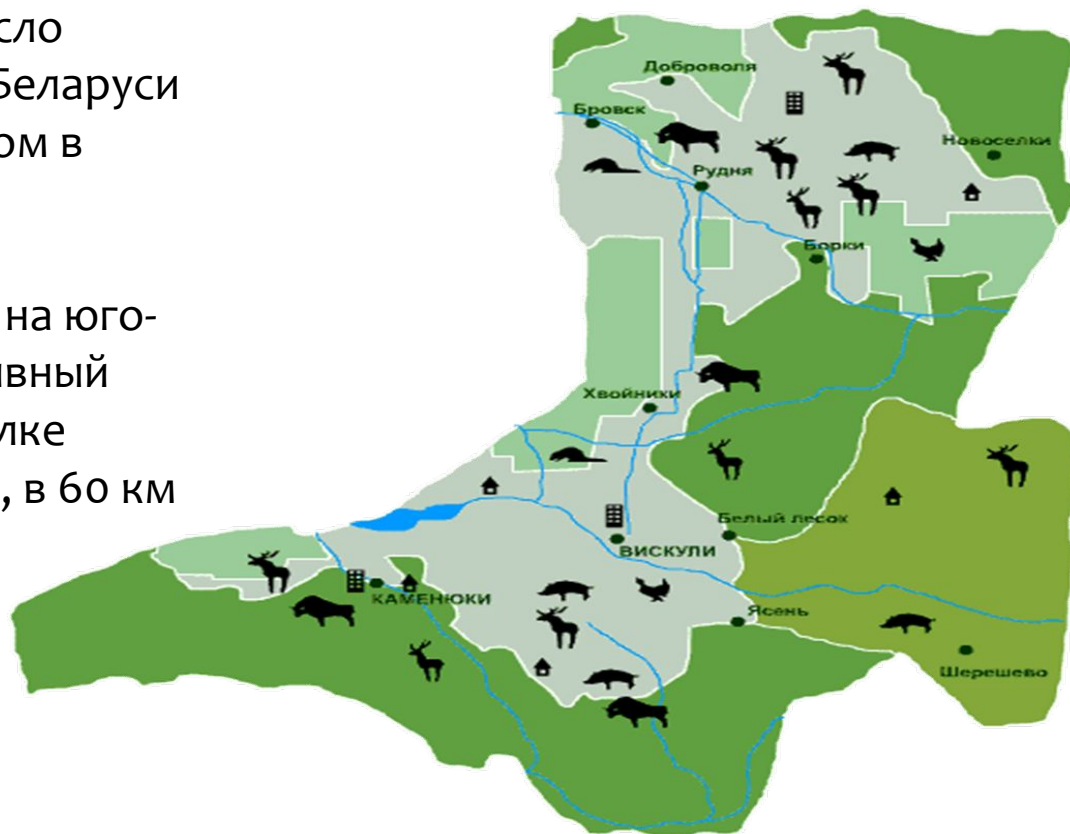 сло
Беларуси
ом в
на юго-
ивный
лке
, в 60 км
Доброволя
Бровск
Новоселки
Рудня
Борки
Хвойники
Белый лесок
ВИСКУЛИ
КАМЕНЮКИ
Ясень
Шерешево